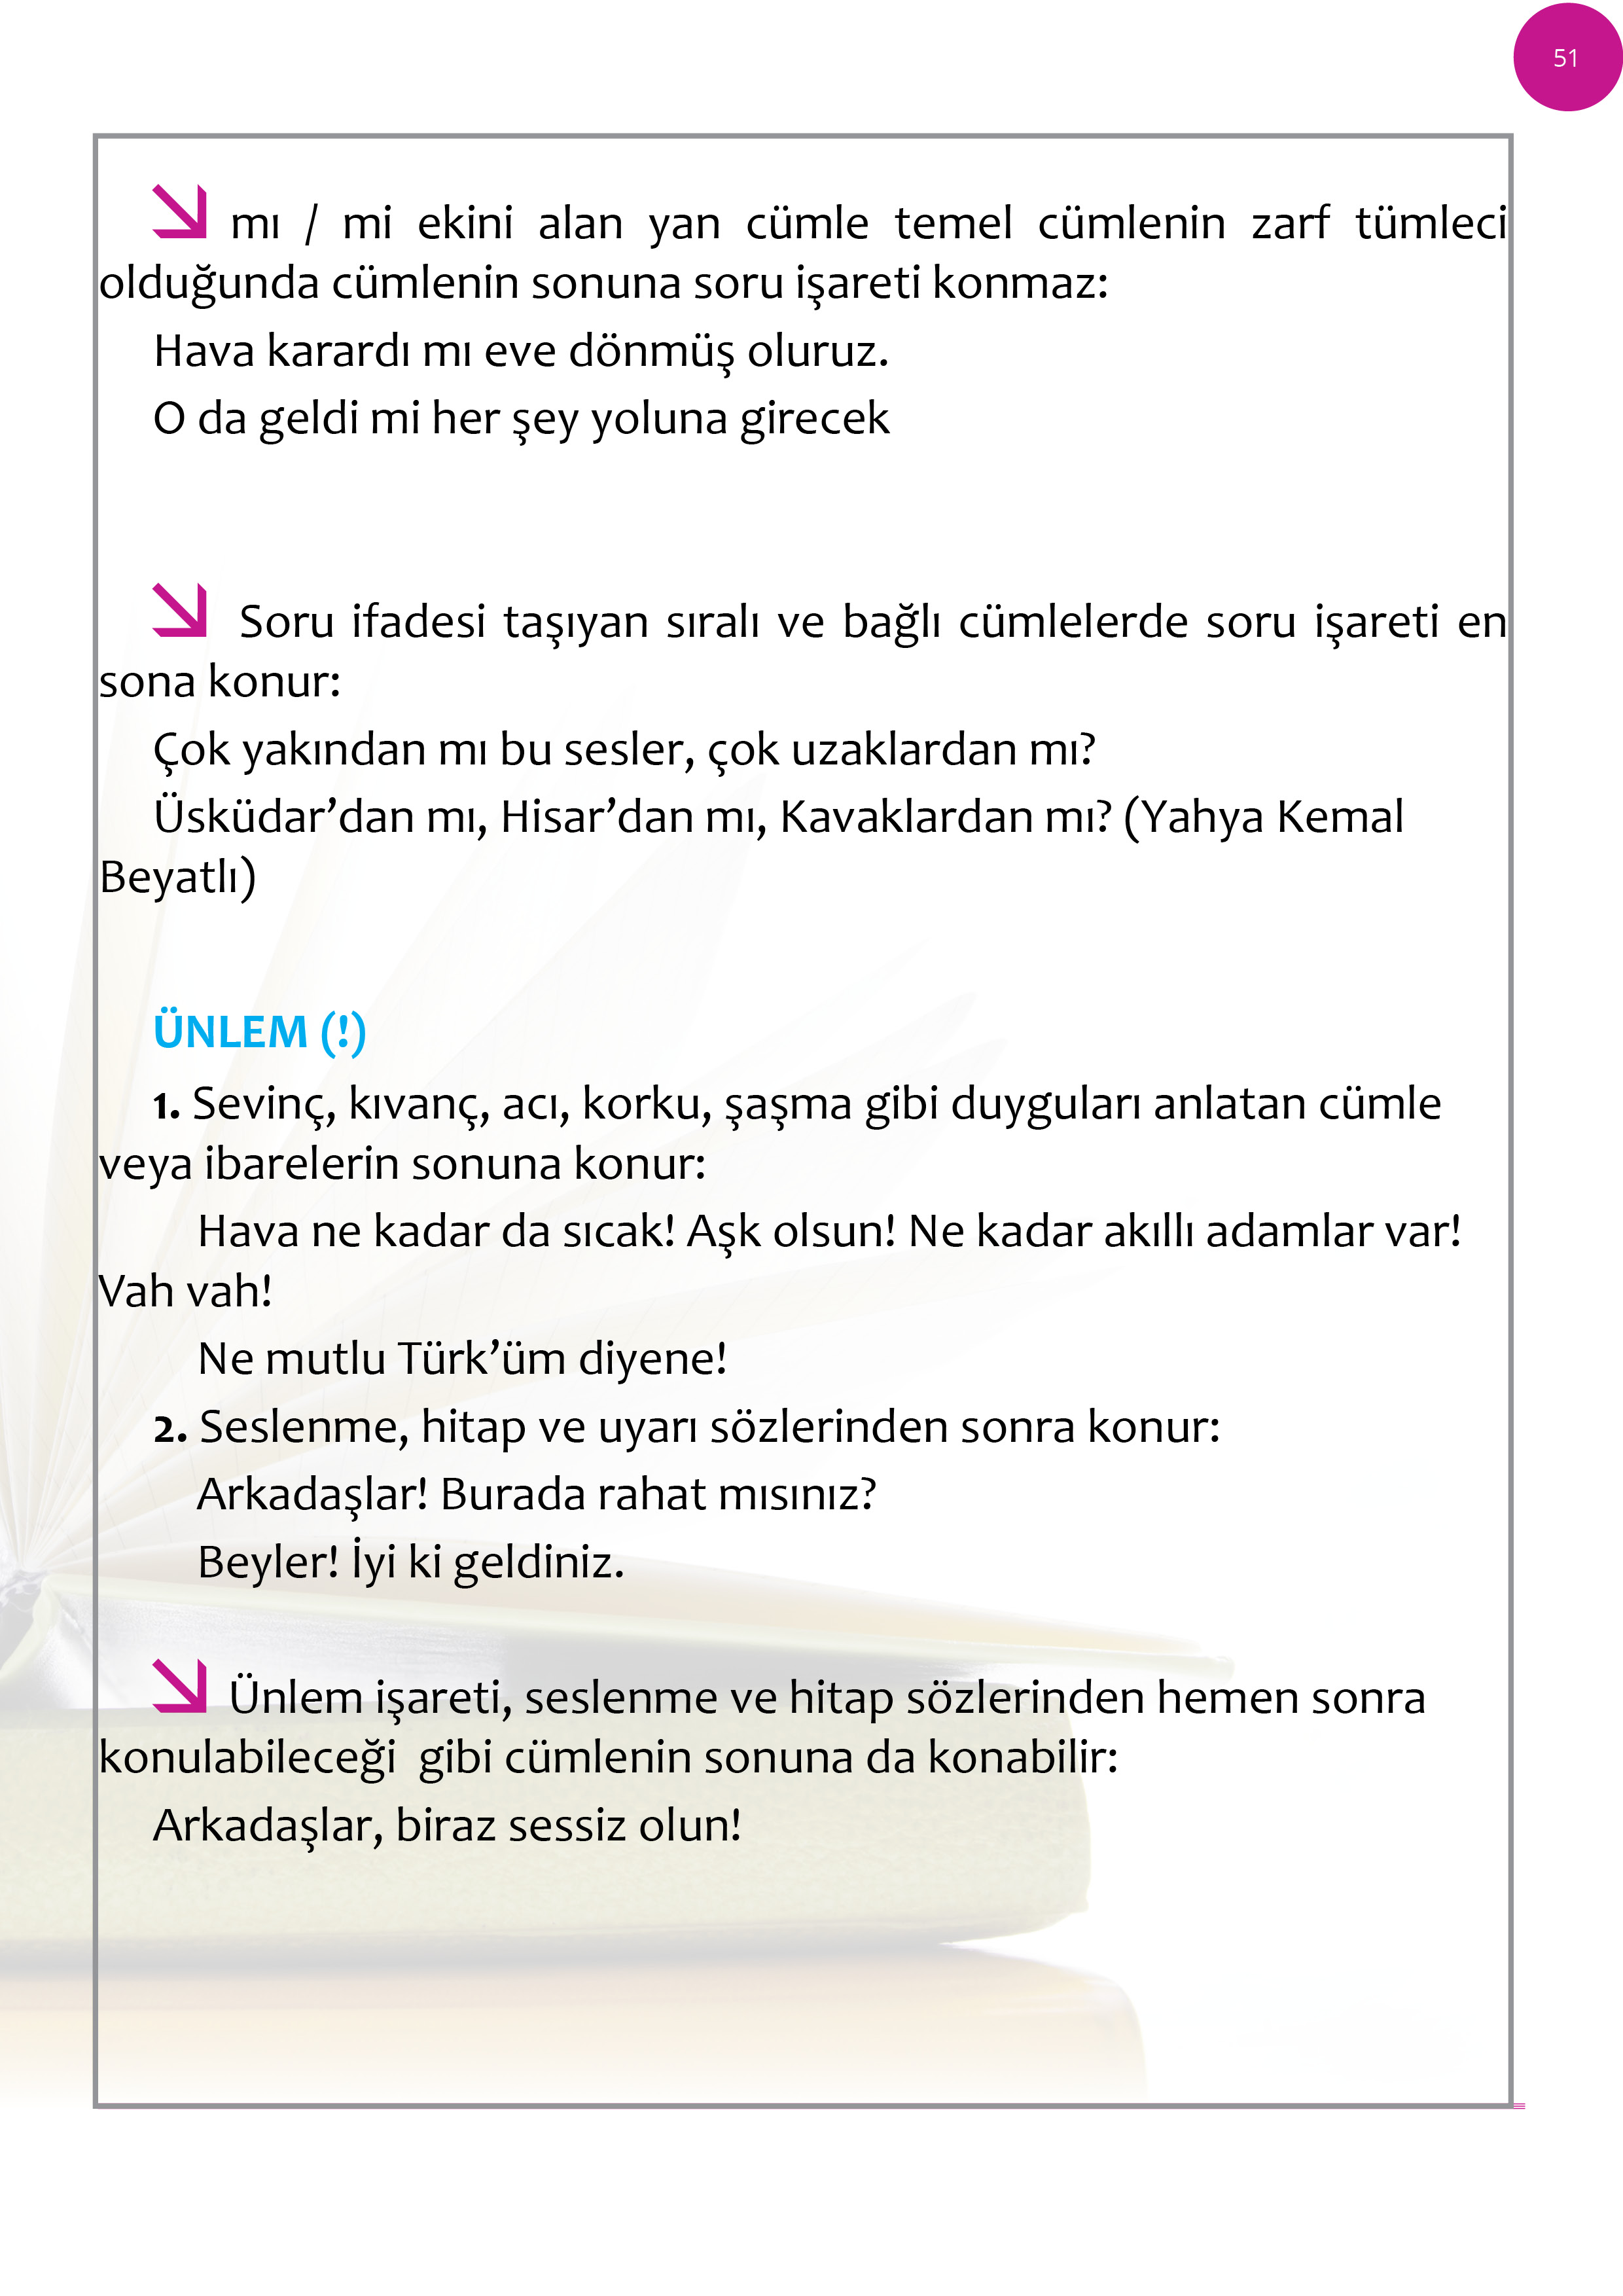 51
mı / mi ekini alan yan cümle temel cümlenin zarf tümleci
olduğunda cümlenin sonuna soru işareti konmaz:
Hava karardı mı eve dönmüş oluruz.
O da geldi mi her şey yoluna girecek
Soru ifadesi taşıyan sıralı ve bağlı cümlelerde soru işareti en
sona konur:
Çok yakından mı bu sesler, çok uzaklardan mı?
Üsküdar’dan mı, Hisar’dan mı, Kavaklardan mı? (Yahya Kemal
Beyatlı)
ÜNLEM (!)
1. Sevinç, kıvanç, acı, korku, şaşma gibi duyguları anlatan cümle
veya ibarelerin sonuna konur:
Hava ne kadar da sıcak! Aşk olsun! Ne kadar akıllı adamlar var!
Vah vah!
Ne mutlu Türk’üm diyene!
2. Seslenme, hitap ve uyarı sözlerinden sonra konur:
Arkadaşlar! Burada rahat mısınız?
Beyler! İyi ki geldiniz.
Ünlem işareti, seslenme ve hitap sözlerinden hemen sonra
konulabileceği  gibi cümlenin sonuna da konabilir:
Arkadaşlar, biraz sessiz olun!